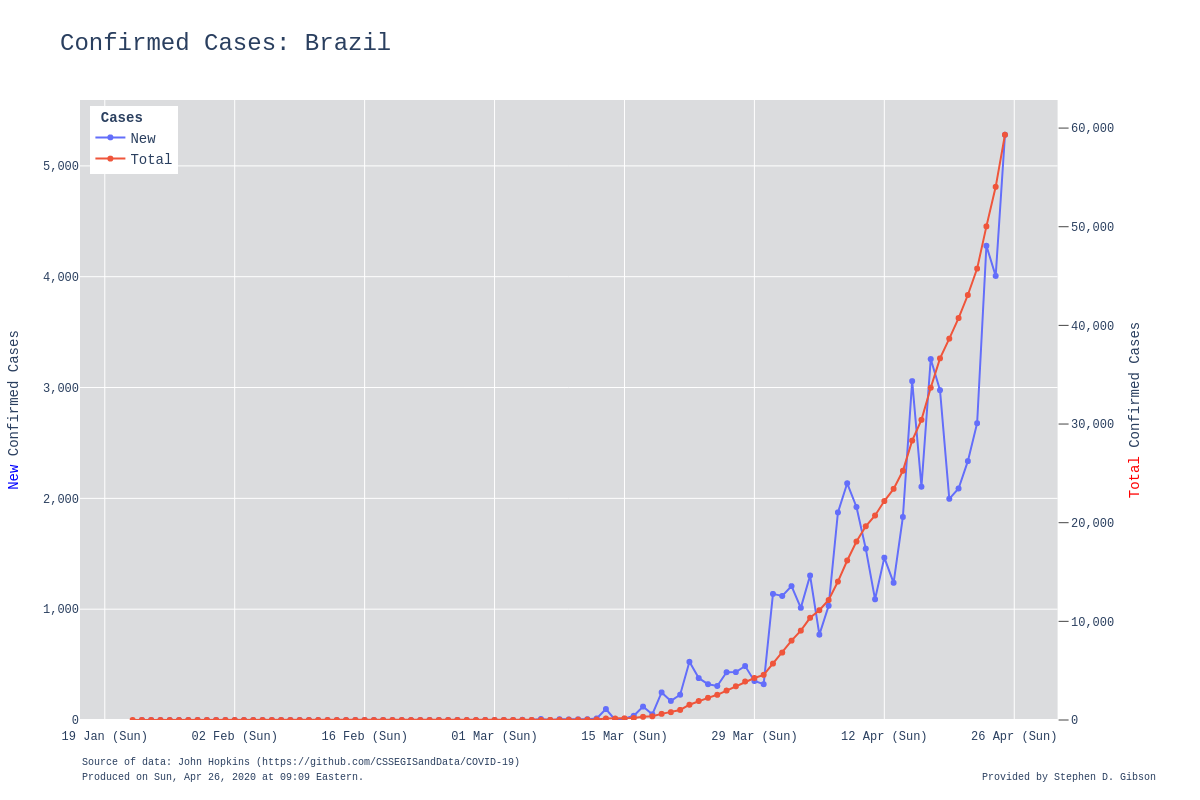 Confirmed Cases: Brazil
Cases
New
Total
5,000
4,000
3,000
2,000
1,000
0
New Confirmed Cases
60,000
50,000
40,000
30,000
20,000
10,000
0
Total Confirmed Cases
19 Jan (Sun) 02 Feb (Sun) 16 Feb (Sun) 01 Mar (Sun) 15 Mar (Sun) 29 Mar (Sun) 12 Apr (Sun) 26 Apr (Sun)
Source of data: John Hopkins (https://github.com/CSSEGISandData/COVID-19)
Produced on Sun, Apr 26, 2020 at 09:09 Eastern.
Provided by Stephen D. Gibson